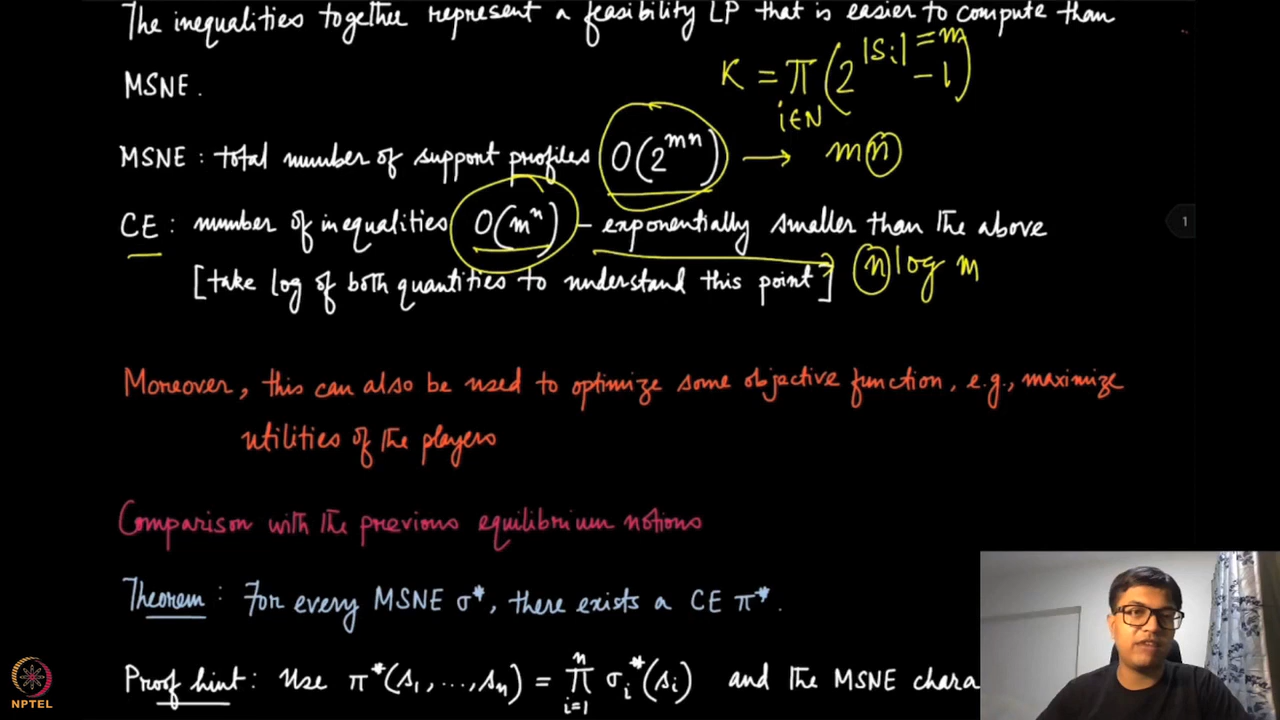 The inequalities together represent a feasibility LP that is easier to compute than
MSNE.
K = π (2^|Si| = m - 1)
i∈N
MSNE : total number of support profiles O(2^mn) → mn
CE : number of inequalities O(m^n) - exponentially smaller than the above
[take log of both quantities to understand this point] n log m
1
Moreover, this can also be used to optimize some objective function, e.g., maximize
utilities of the players
Comparison with the previous equilibrium notions
Theorem : For every MSNE σ*, there exists a CE π*.
Proof hint : Use π*(s1, ..., sn) = n π i=1 σi*(si) and the MSNE chara
NPTEL